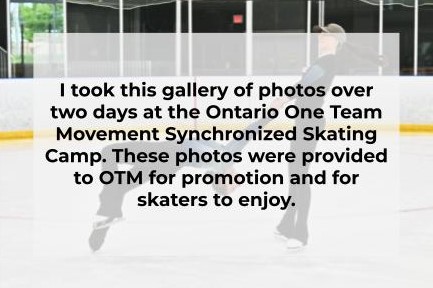 I took this gallery of photos over
two days at the Ontario One Team
Movement Synchronized Skating
Camp. These photos were provided
to OTM for promotion and for
skaters to enjoy.